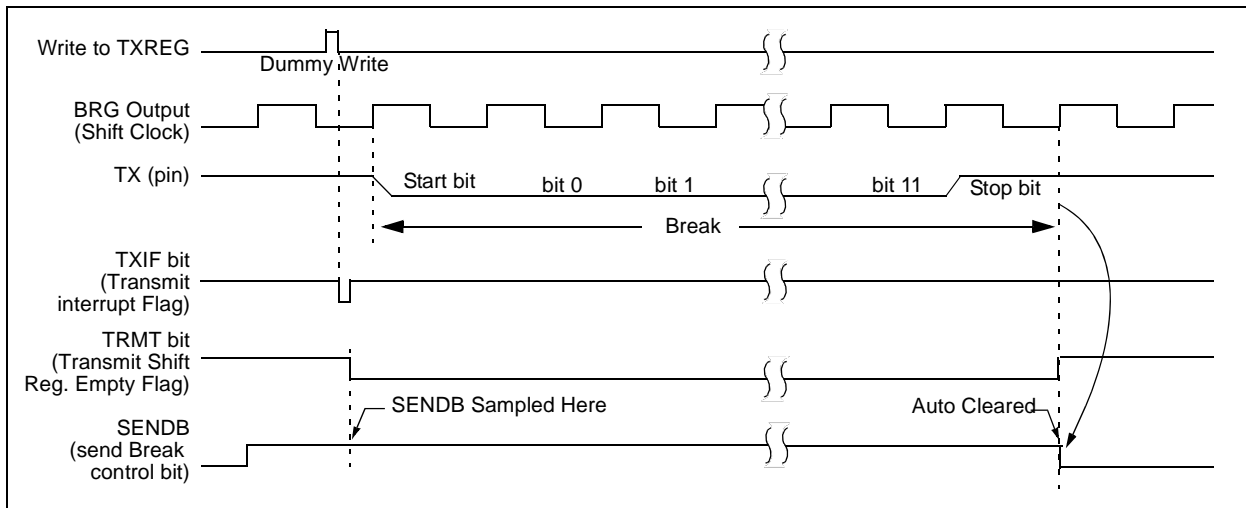 Write to TXREG
Dummy Write
BRG Output
(Shift Clock)
TX (pin)
Start bit
bit 0
bit 1
bit 11
Stop bit
Break
TXIF bit
(Transmit
interrupt Flag)
TRMT bit
(Transmit Shift
Reg. Empty Flag)
SENDB Sampled Here
Auto Cleared
SENDB
(send Break
control bit)